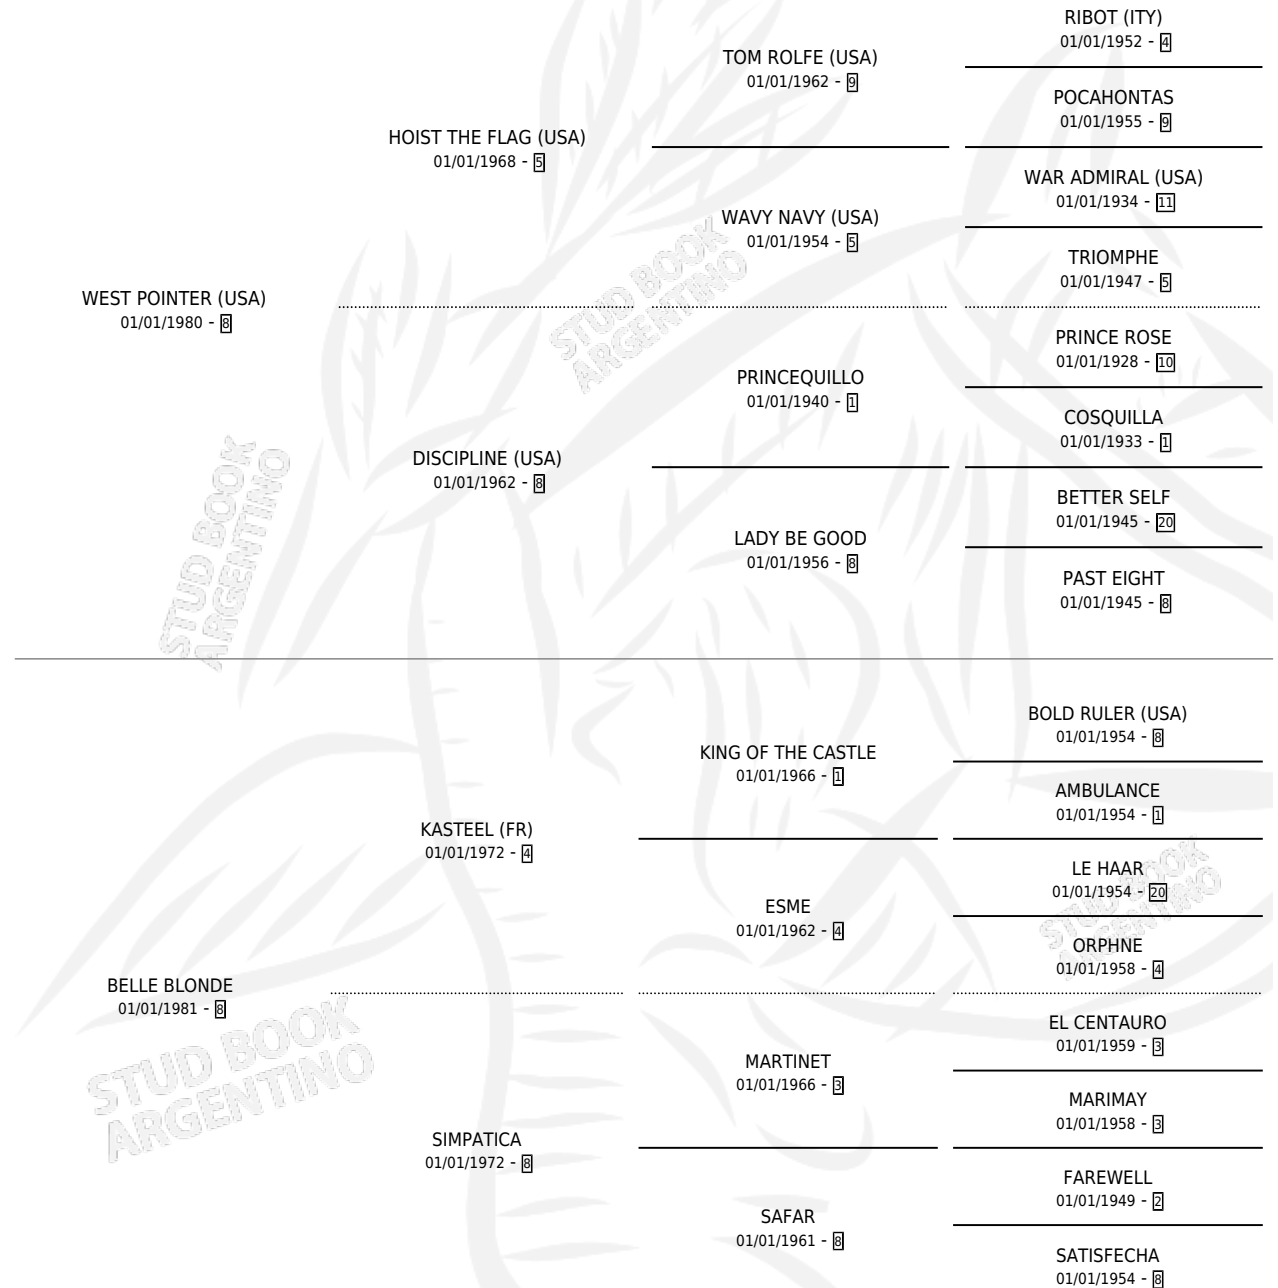 RIBOT (ITY)
01/01/1952 - 4
TOM ROLFE (USA)
01/01/1962 - 9
POCAHONTAS
01/01/1955 - 9
HOIST THE FLAG (USA)
01/01/1968 - 5
WAR ADMIRAL (USA)
01/01/1934 - 11
WAVY NAVY (USA)
01/01/1954 - 5
TRIOMPHE
01/01/1947 - 5
WEST POINTER (USA)
01/01/1980 - 8
PRINCE ROSE
01/01/1928 - 10
PRINCEQUILLO
01/01/1940 - 1
COSQUILLA
01/01/1933 - 1
DISCIPLINE (USA)
01/01/1962 - 8
BETTER SELF
01/01/1945 - 20
LADY BE GOOD
01/01/1956 - 8
PAST EIGHT
01/01/1945 - 8
BOLD RULER (USA)
01/01/1954 - 8
KING OF THE CASTLE
01/01/1966 - 1
AMBULANCE
01/01/1954 - 1
KASTEEL (FR)
01/01/1972 - 4
LE HAAR
01/01/1954 - 20
ESME
01/01/1962 - 4
ORPHNE
01/01/1958 - 4
BELLE BLONDE
01/01/1981 - 8
EL CENTAURO
01/01/1959 - 3
MARTINET
01/01/1966 - 3
MARIMAY
01/01/1958 - 3
SIMPATICA
01/01/1972 - 8
FAREWELL
01/01/1949 - 2
SAFAR
01/01/1961 - 8
SATISFECHA
01/01/1954 - 8
STUD BOOK
ARGENTINO
STUD BOOK
ARGENTINO
STUD BOOK
ARGENTINO
STUD BOOK
ARGENTINO